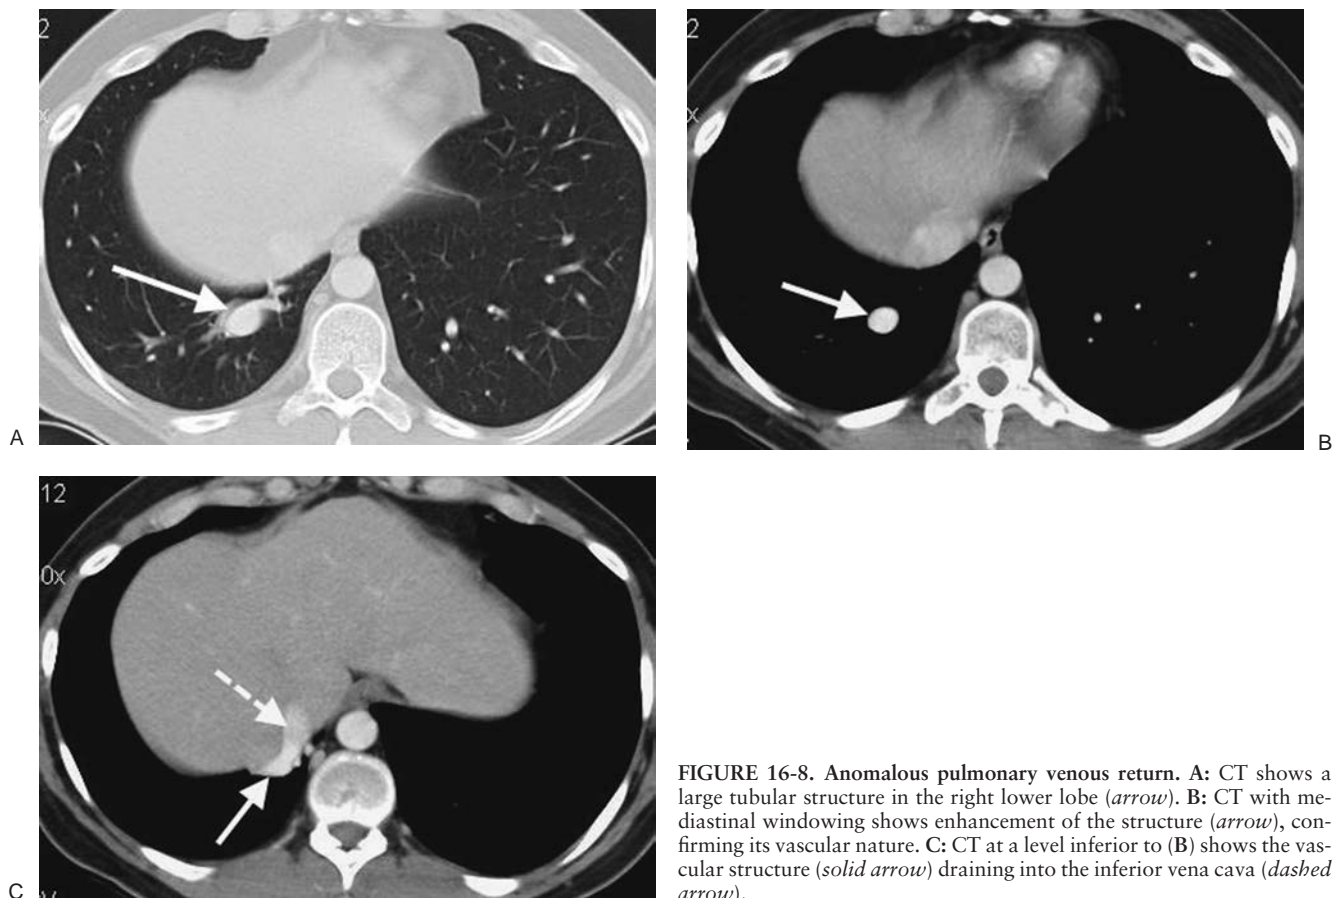 2
x
A
2
x
B
12
0x
C
FIGURE 16-8. Anomalous pulmonary venous return. A: CT shows a
large tubular structure in the right lower lobe (arrow). B: CT with me-
diastinal windowing shows enhancement of the structure (arrow), con-
firming its vascular nature. C: CT at a level inferior to (B) shows the vas-
cular structure (solid arrow) draining into the inferior vena cava (dashed
arrow).